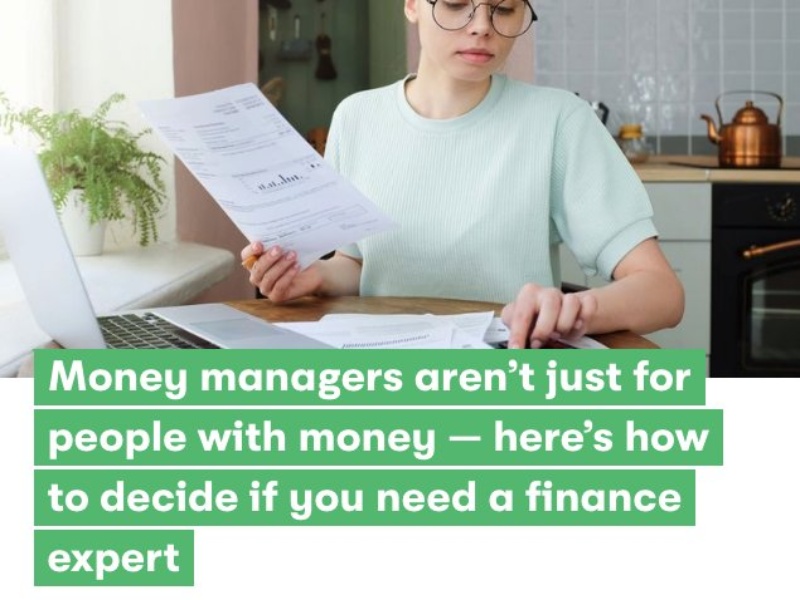 Money managers aren’t just for
people with money — here’s how
to decide if you need a finance
expert